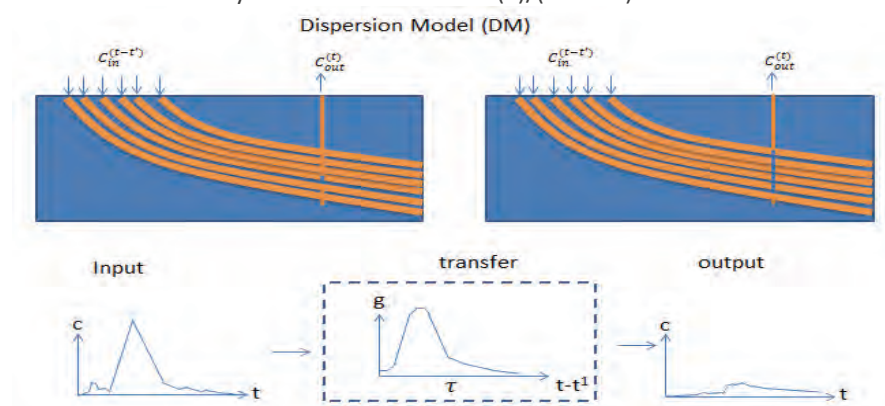 Dispersion Model (DM)
C_in^(t-t') C_out^(t) C_in^(t-t') C_out^(t)
Input transfer output
c t
g τ t-t¹
c t